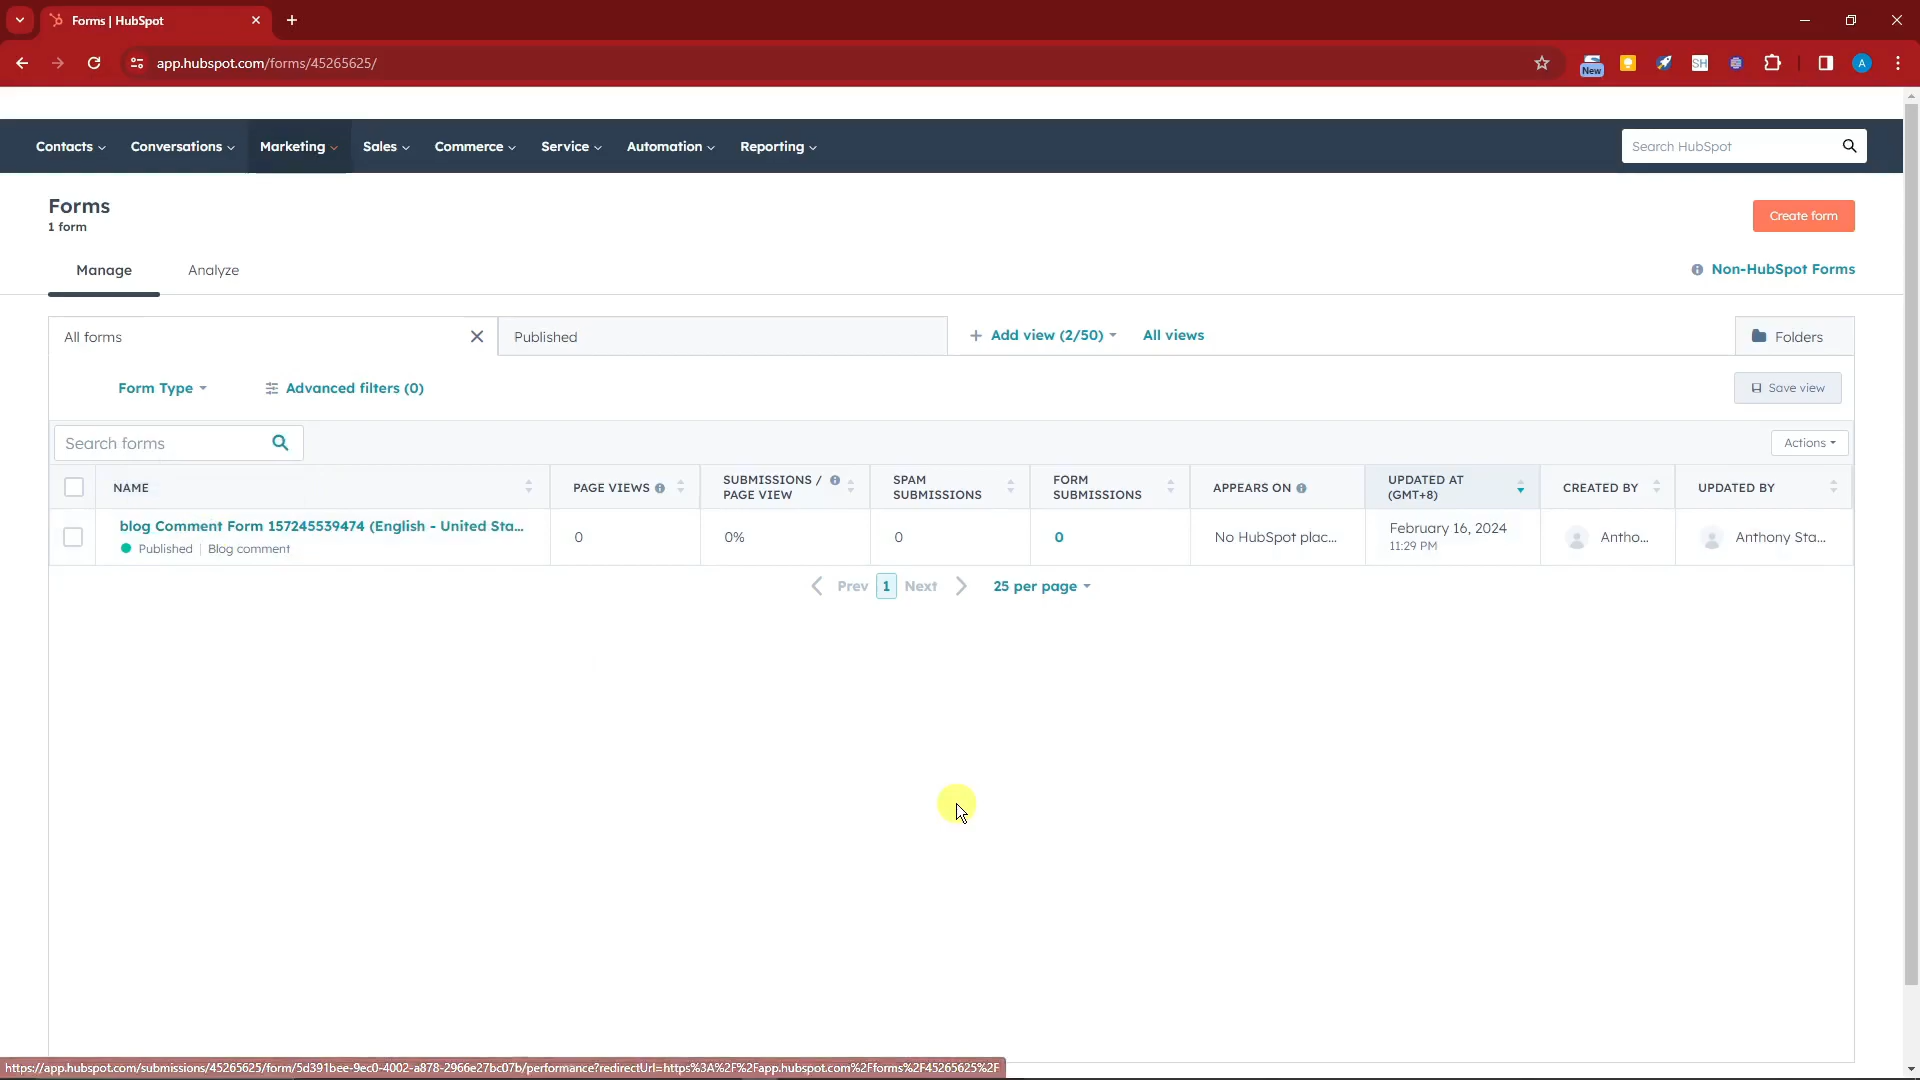 Forms | HubSpot
app.hubspot.com/forms/45265625/
New
SH
A
Contacts Conversations Marketing Sales Commerce Service Automation Reporting
Search HubSpot
Forms
1 form
Create form
Manage Analyze
Non-HubSpot Forms
All forms Published Add view (2/50) All views Folders
Form Type Advanced filters (0) Save view
Search forms Actions
NAME PAGE VIEWS SUBMISSIONS / PAGE VIEW SPAM SUBMISSIONS FORM SUBMISSIONS APPEARS ON UPDATED AT (GMT+8) CREATED BY UPDATED BY
blog Comment Form 157245539474 (English - United Sta...
Published | Blog comment
0 0% 0 0 No HubSpot plac... February 16, 2024 11:29 PM Antho... Anthony Sta...
Prev 1 Next 25 per page
https://app.hubspot.com/submissions/45265625/form/5d391bee-9ec0-4002-a878-2966e27bc07b/performance?redirectUrl=https%3A%2F%2Fapp.hubspot.com%2Fforms%2F45265625%2F